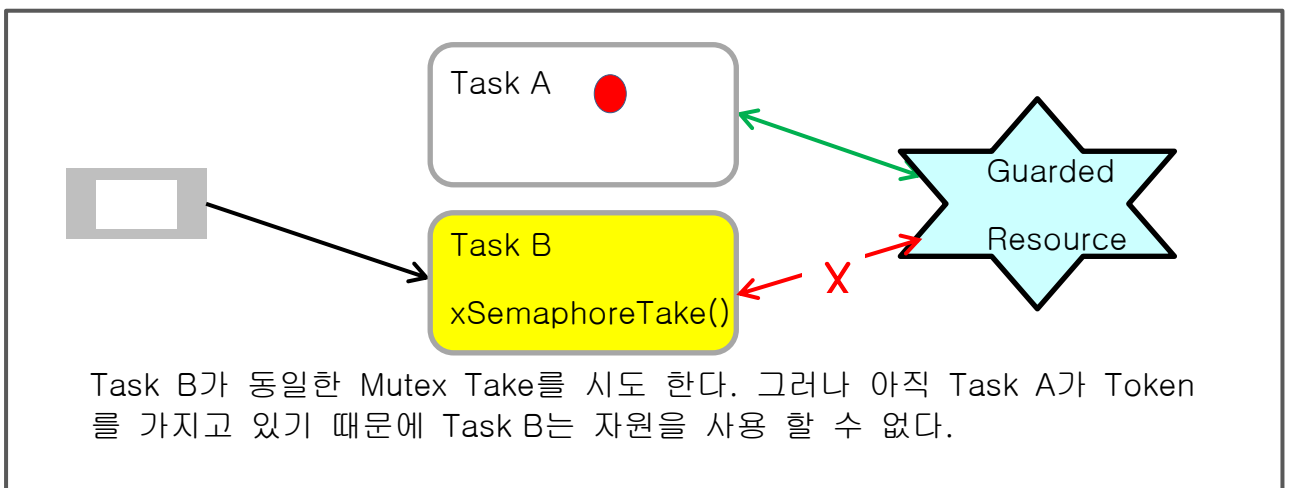 Task A
Guarded
Resource
Task B
X
xSemaphoreTake()
Task B가 동일한 Mutex Take를 시도 한다. 그러나 아직 Task A가 Token
를 가지고 있기 때문에 Task B는 자원을 사용 할 수 없다.